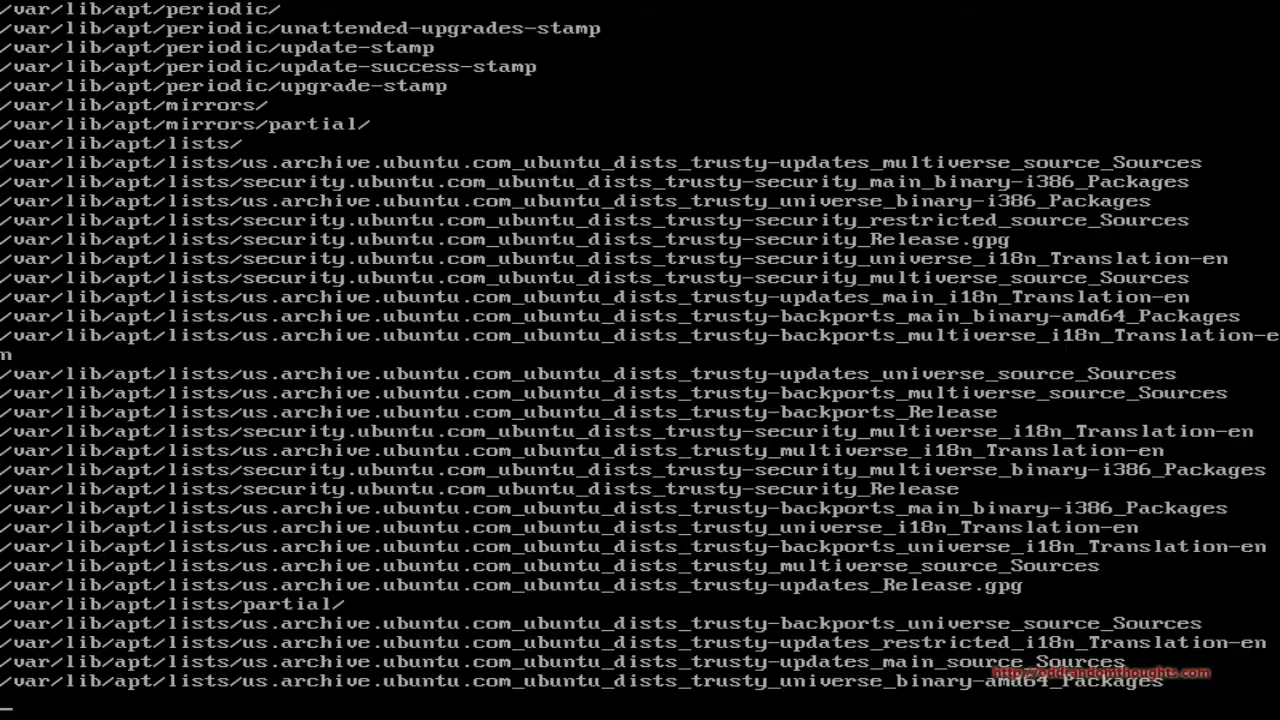 /var/lib/apt/periodic/
/var/lib/apt/periodic/unattended-upgrades-stamp
/var/lib/apt/periodic/update-stamp
/var/lib/apt/periodic/update-success-stamp
/var/lib/apt/periodic/upgrade-stamp
/var/lib/apt/mirrors/
/var/lib/apt/mirrors/partial/
/var/lib/apt/lists/
/var/lib/apt/lists/us.archive.ubuntu.com_ubuntu_dists_trusty-updates_multiverse_source_Sources
/var/lib/apt/lists/security.ubuntu.com_ubuntu_dists_trusty-security_main_binary-i386_Packages
/var/lib/apt/lists/us.archive.ubuntu.com_ubuntu_dists_trusty_universe_binary-i386_Packages
/var/lib/apt/lists/security.ubuntu.com_ubuntu_dists_trusty-security_restricted_source_Sources
/var/lib/apt/lists/security.ubuntu.com_ubuntu_dists_trusty-security_Release.gpg
/var/lib/apt/lists/security.ubuntu.com_ubuntu_dists_trusty-security_universe_i18n_Translation-en
/var/lib/apt/lists/security.ubuntu.com_ubuntu_dists_trusty-security_multiverse_source_Sources
/var/lib/apt/lists/us.archive.ubuntu.com_ubuntu_dists_trusty-updates_main_i18n_Translation-en
/var/lib/apt/lists/us.archive.ubuntu.com_ubuntu_dists_trusty-backports_main_binary-amd64_Packages
/var/lib/apt/lists/us.archive.ubuntu.com_ubuntu_dists_trusty-backports_multiverse_i18n_Translation-e
n
/var/lib/apt/lists/us.archive.ubuntu.com_ubuntu_dists_trusty-updates_universe_source_Sources
/var/lib/apt/lists/us.archive.ubuntu.com_ubuntu_dists_trusty-backports_multiverse_source_Sources
/var/lib/apt/lists/us.archive.ubuntu.com_ubuntu_dists_trusty-backports_Release
/var/lib/apt/lists/security.ubuntu.com_ubuntu_dists_trusty-security_multiverse_i18n_Translation-en
/var/lib/apt/lists/us.archive.ubuntu.com_ubuntu_dists_trusty_multiverse_i18n_Translation-en
/var/lib/apt/lists/security.ubuntu.com_ubuntu_dists_trusty-security_multiverse_binary-i386_Packages
/var/lib/apt/lists/security.ubuntu.com_ubuntu_dists_trusty-security_Release
/var/lib/apt/lists/us.archive.ubuntu.com_ubuntu_dists_trusty-backports_main_binary-i386_Packages
/var/lib/apt/lists/us.archive.ubuntu.com_ubuntu_dists_trusty_universe_i18n_Translation-en
/var/lib/apt/lists/us.archive.ubuntu.com_ubuntu_dists_trusty-backports_universe_i18n_Translation-en
/var/lib/apt/lists/us.archive.ubuntu.com_ubuntu_dists_trusty_multiverse_source_Sources
/var/lib/apt/lists/us.archive.ubuntu.com_ubuntu_dists_trusty-updates_Release.gpg
/var/lib/apt/lists/partial/
/var/lib/apt/lists/us.archive.ubuntu.com_ubuntu_dists_trusty-backports_universe_source_Sources
/var/lib/apt/lists/us.archive.ubuntu.com_ubuntu_dists_trusty-updates_restricted_i18n_Translation-en
/var/lib/apt/lists/us.archive.ubuntu.com_ubuntu_dists_trusty-updates_main_source_Sources
http://oddrandomthoughts.com
/var/lib/apt/lists/us.archive.ubuntu.com_ubuntu_dists_trusty_universe_binary-amd64_Packages